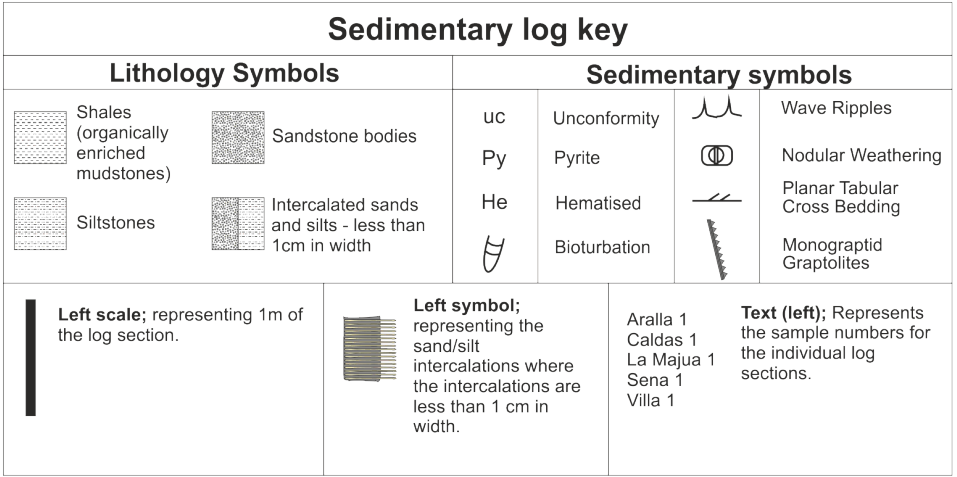 Sedimentary log key
Lithology Symbols
Shales
(organically
enriched
mudstones)
Sandstone bodies
Siltstones
Intercalated sands
and silts - less than
1cm in width
Sedimentary symbols
uc
Unconformity
Wave Ripples
Py
Pyrite
Nodular Weathering
He
Hematised
Planar Tabular
Cross Bedding
Bioturbation
Monograptid
Graptolites
Left scale; representing 1m of
the log section.
Left symbol;
representing the
sand/silt
intercalations where
the intercalations are
less than 1 cm in
width.
Aralla 1
Caldas 1
La Majua 1
Sena 1
Villa 1
Text (left); Represents
the sample numbers for
the individual log
sections.